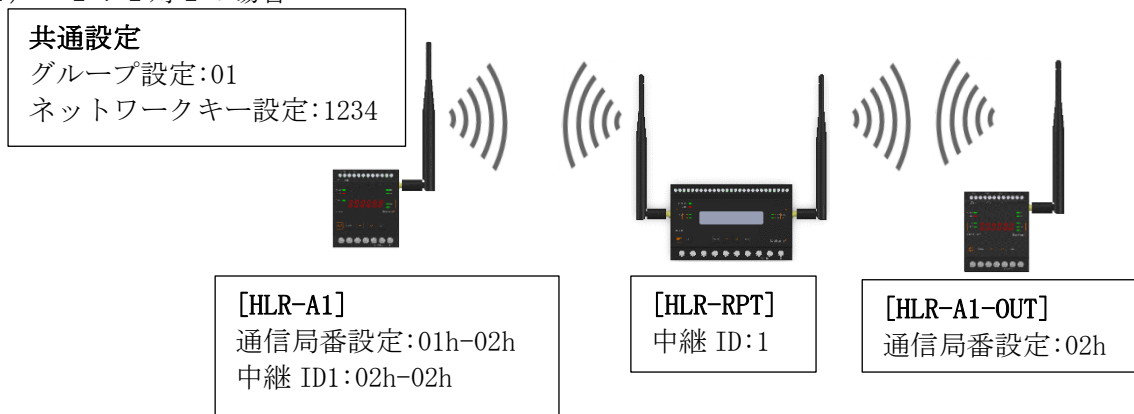 共通設定
グループ設定:01
ネットワークキー設定:1234
[HLR-A1]
通信局番設定:01h-02h
中継 ID1:02h-02h
[HLR-RPT]
中継 ID:1
[HLR-A1-OUT]
通信局番設定:02h